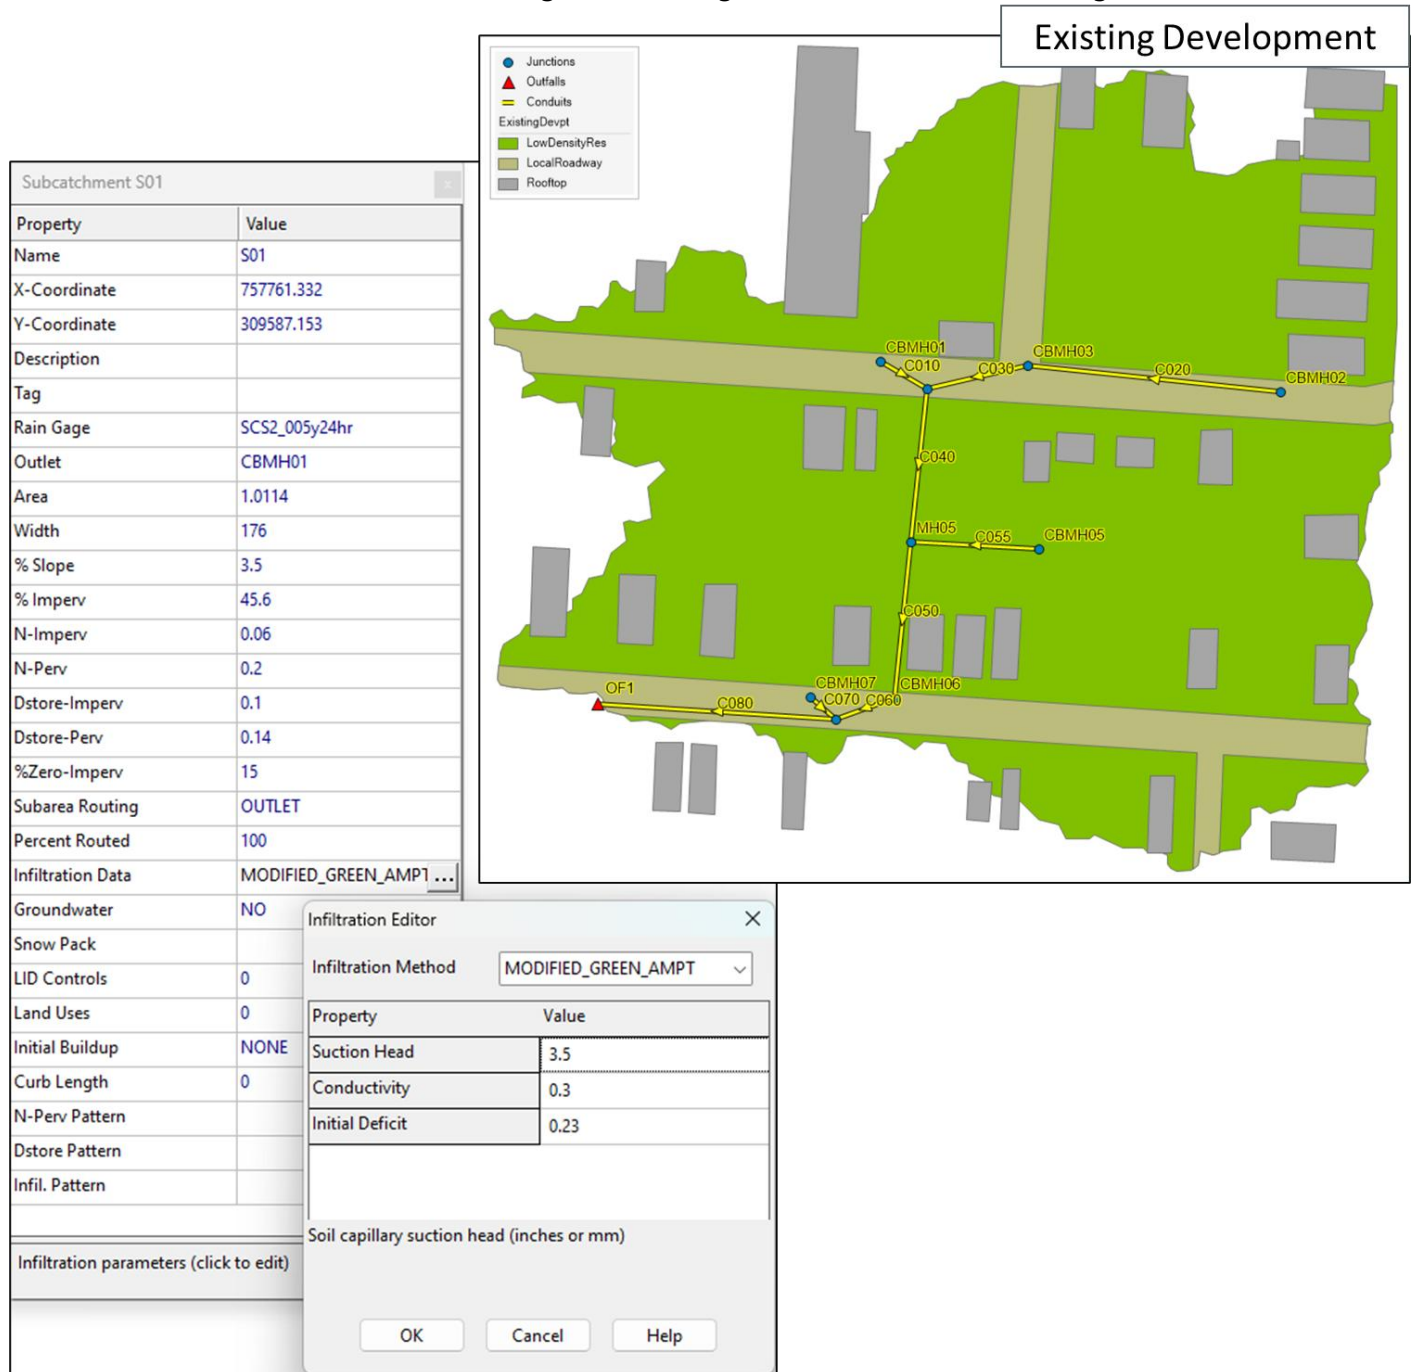 Existing Development
Junctions
Outfalls
Conduits
ExistingDevpt
LowDensityRes
LocalRoadway
Rooftop
CBMH01
C010
C030
CBMH03
C020
CBMH02
C040
MH05
C055
CBMH05
C050
OF1
C080
CBMH07
C070
C060
CBMH06
Subcatchment S01
Property Value
Name S01
X-Coordinate 757761.332
Y-Coordinate 309587.153
Description
Tag
Rain Gage SCS2_005y24hr
Outlet CBMH01
Area 1.0114
Width 176
% Slope 3.5
% Imperv 45.6
N-Imperv 0.06
N-Perv 0.2
Dstore-Imperv 0.1
Dstore-Perv 0.14
%Zero-Imperv 15
Subarea Routing OUTLET
Percent Routed 100
Infiltration Data MODIFIED_GREEN_AMPT ...
Groundwater NO
Snow Pack
LID Controls 0
Land Uses 0
Initial Buildup NONE
Curb Length 0
N-Perv Pattern
Dstore Pattern
Infil. Pattern
Infiltration parameters (click to edit)
Infiltration Editor
Infiltration Method MODIFIED_GREEN_AMPT
Property Value
Suction Head 3.5
Conductivity 0.3
Initial Deficit 0.23
Soil capillary suction head (inches or mm)
OK Cancel Help